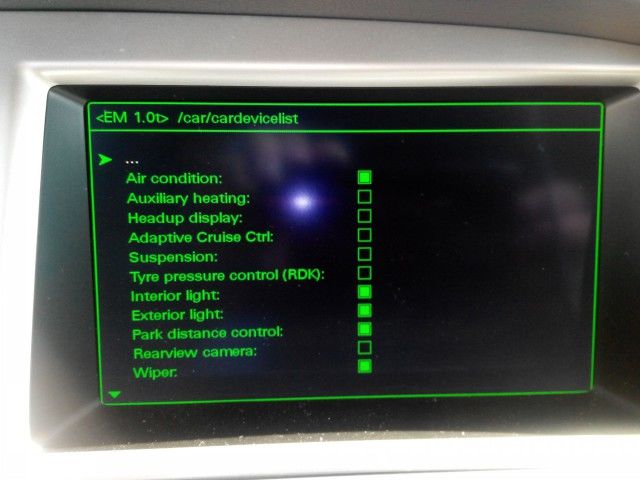 <EM 1.0t> /car/cardevicelist
...
Air condition:
Auxiliary heating:
Headup display:
Adaptive Cruise Ctrl:
Suspension:
Tyre pressure control (RDK):
Interior light:
Exterior light:
Park distance control:
Rearview camera:
Wiper: